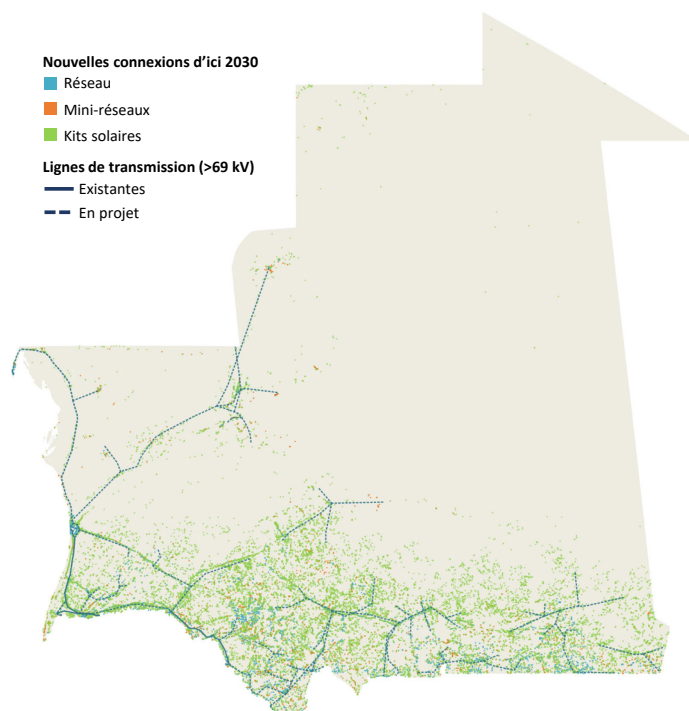 Nouvelles connexions d’ici 2030
Réseau
Mini-réseaux
Kits solaires
Lignes de transmission (>69 kV)
Existantes
En projet